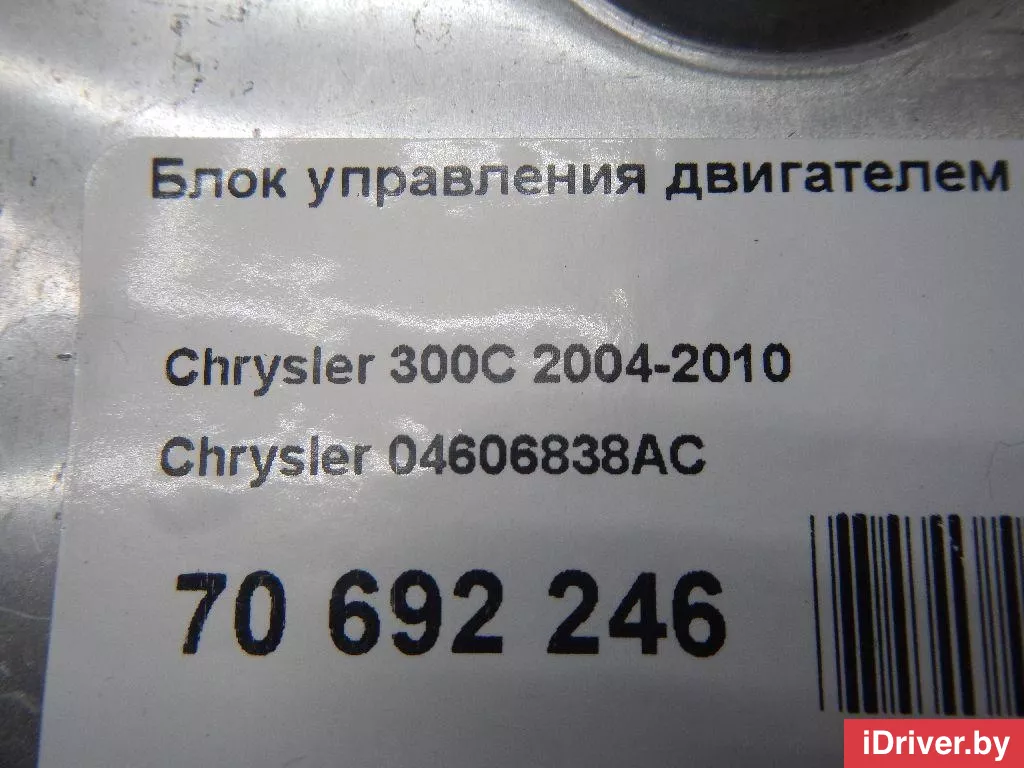 Блок управления двигателем
Chrysler 300C 2004-2010
Chrysler 04606838AC
70 692 246
iDriver.by